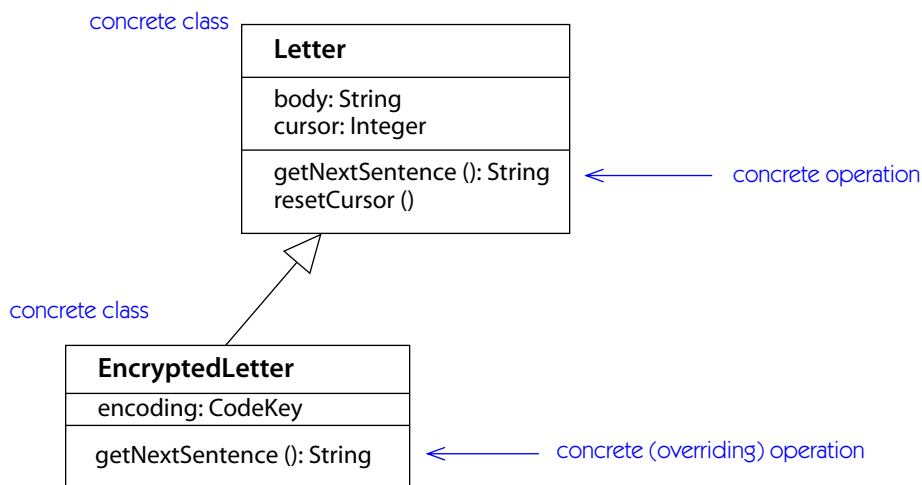 concrete class
Letter
body: String
cursor: Integer
getNextSentence (): String
concrete operation
resetCursor ()
concrete class
EncryptedLetter
encoding: CodeKey
getNextSentence (): String
concrete (overriding) operation